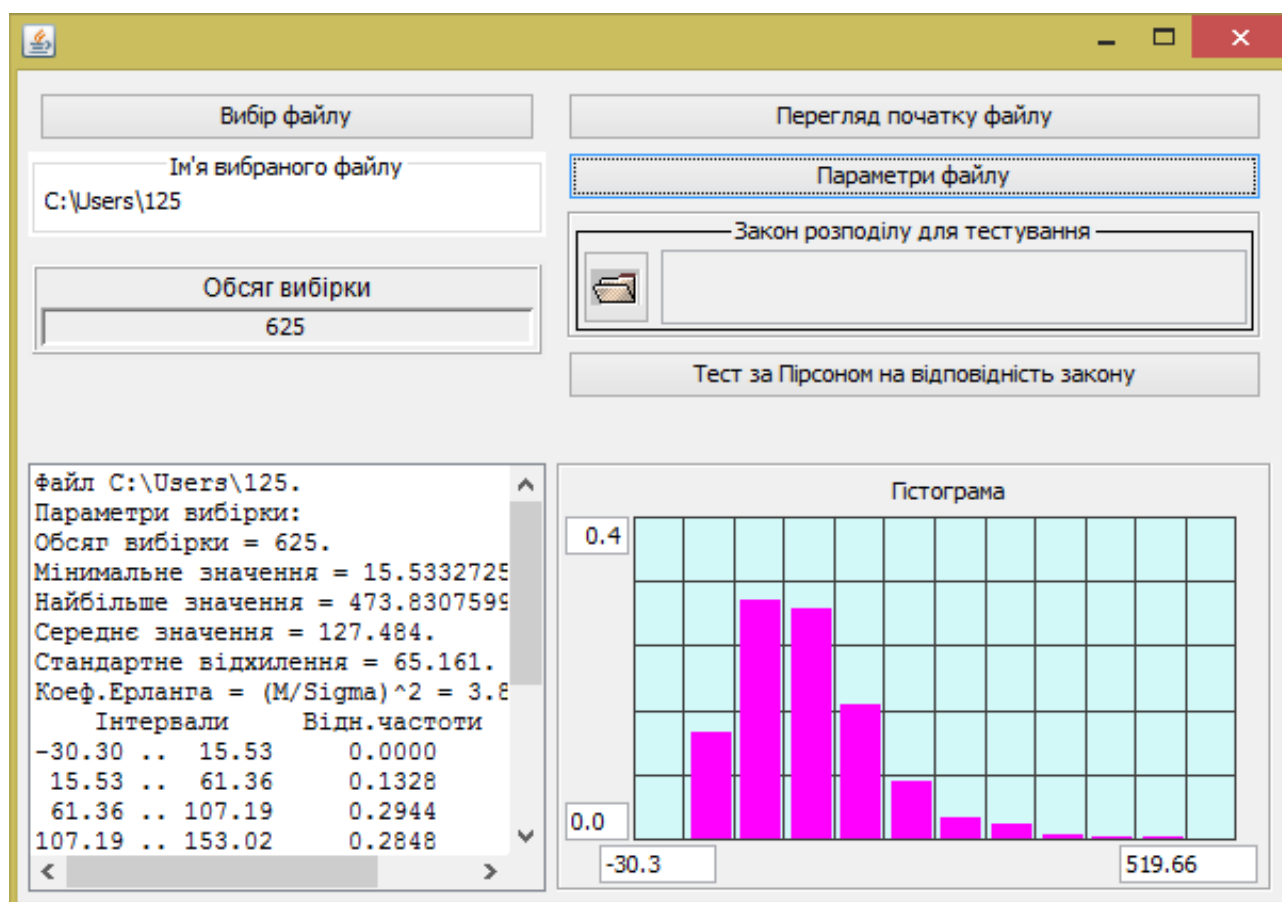 Вибір файлу
Ім'я вибраного файлу
C:\Users\125
Обсяг вибірки
625
Перегляд початку файлу
Параметри файлу
Закон розподілу для тестування
Тест за Пірсоном на відповідність закону
Файл C:\Users\125.
Параметри вибірки:
Обсяг вибірки = 625.
Мінімальне значення = 15.5332725
Найбільше значення = 473.8307599
Середнє значення = 127.484.
Стандартне відхилення = 65.161.
Коеф.Ерланга = (M/Sigma)^2 = 3.8
Інтервали Відн.частоти
-30.30 .. 15.53 0.0000
15.53 .. 61.36 0.1328
61.36 .. 107.19 0.2944
107.19 .. 153.02 0.2848
Гістограма
0.4
0.0
-30.3 519.66